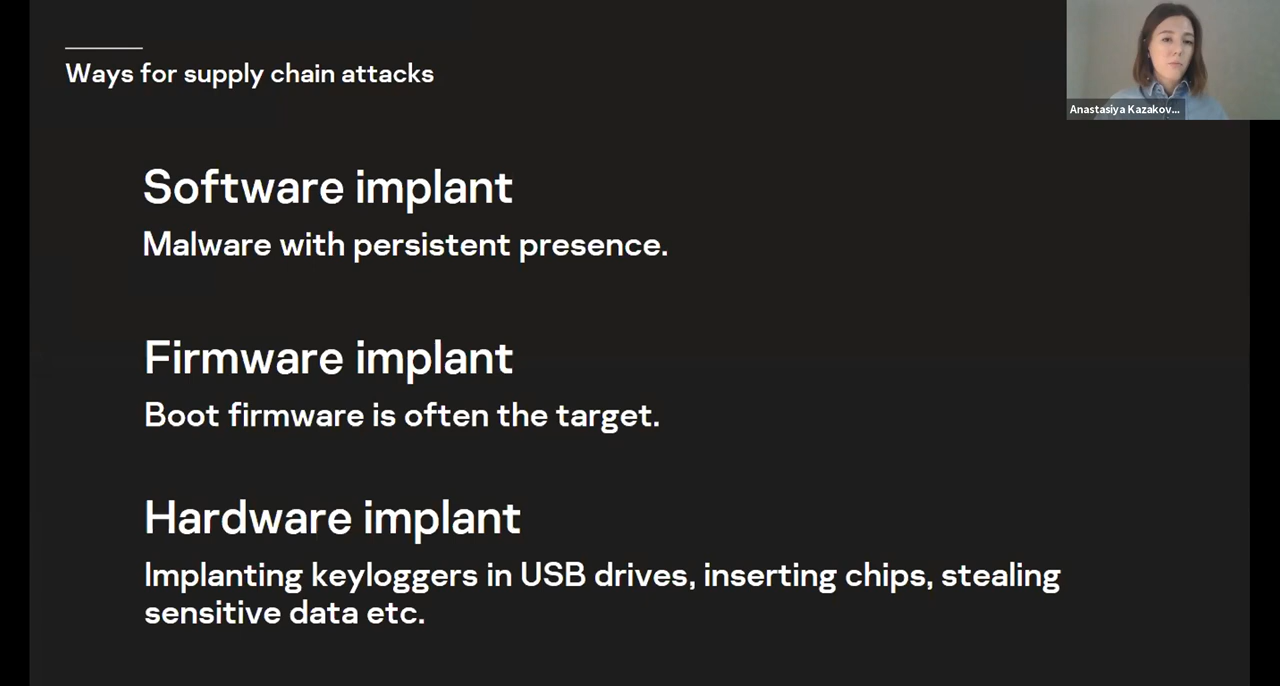 Ways for supply chain attacks
Anastasiya Kazakov...
Software implant
Malware with persistent presence.
Firmware implant
Boot firmware is often the target.
Hardware implant
Implanting keyloggers in USB drives, inserting chips, stealing
sensitive data etc.